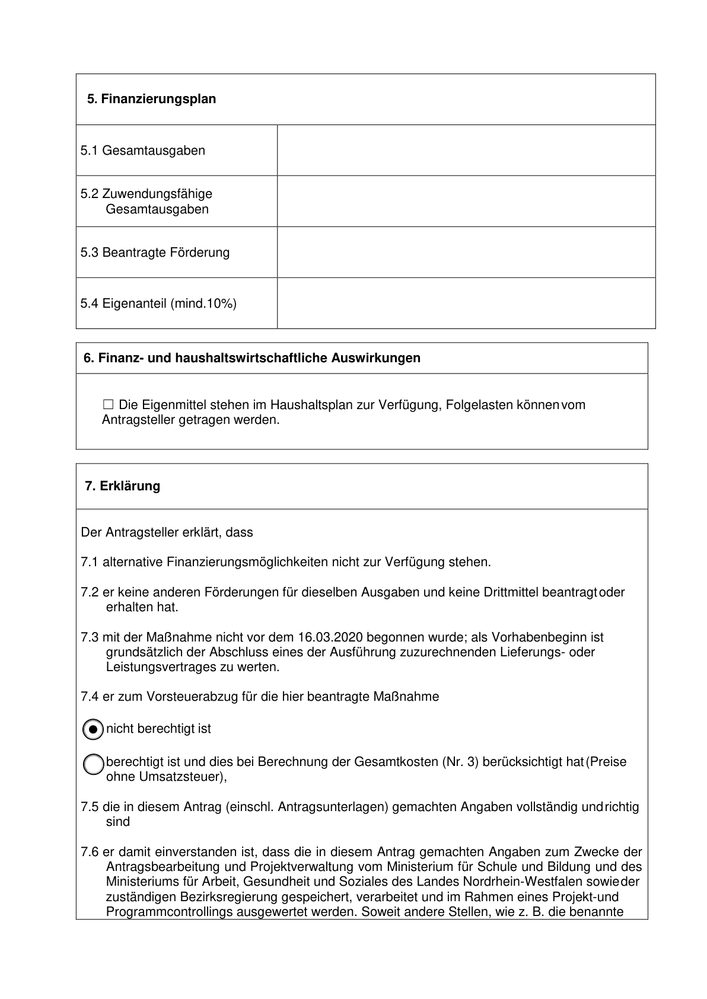 5. Finanzierungsplan
5.1 Gesamtausgaben
5.2 Zuwendungsfähige
Gesamtausgaben
5.3 Beantragte Förderung
5.4 Eigenanteil (mind.10%)
6. Finanz- und haushaltswirtschaftliche Auswirkungen
☐ Die Eigenmittel stehen im Haushaltsplan zur Verfügung, Folgelasten können vom
Antragsteller getragen werden.
7. Erklärung
Der Antragsteller erklärt, dass
7.1 alternative Finanzierungsmöglichkeiten nicht zur Verfügung stehen.
7.2 er keine anderen Förderungen für dieselben Ausgaben und keine Drittmittel beantragt oder
erhalten hat.
7.3 mit der Maßnahme nicht vor dem 16.03.2020 begonnen wurde; als Vorhabenbeginn ist
grundsätzlich der Abschluss eines der Ausführung zuzurechnenden Lieferungs- oder
Leistungsvertrages zu werten.
7.4 er zum Vorsteuerabzug für die hier beantragte Maßnahme
nicht berechtigt ist
berechtigt ist und dies bei Berechnung der Gesamtkosten (Nr. 3) berücksichtigt hat (Preise
ohne Umsatzsteuer),
7.5 die in diesem Antrag (einschl. Antragsunterlagen) gemachten Angaben vollständig und richtig
sind
7.6 er damit einverstanden ist, dass die in diesem Antrag gemachten Angaben zum Zwecke der
Antragsbearbeitung und Projektverwaltung vom Ministerium für Schule und Bildung und des
Ministeriums für Arbeit, Gesundheit und Soziales des Landes Nordrhein-Westfalen sowie der
zuständigen Bezirksregierung gespeichert, verarbeitet und im Rahmen eines Projekt-und
Programmcontrollings ausgewertet werden. Soweit andere Stellen, wie z. B. die benannte